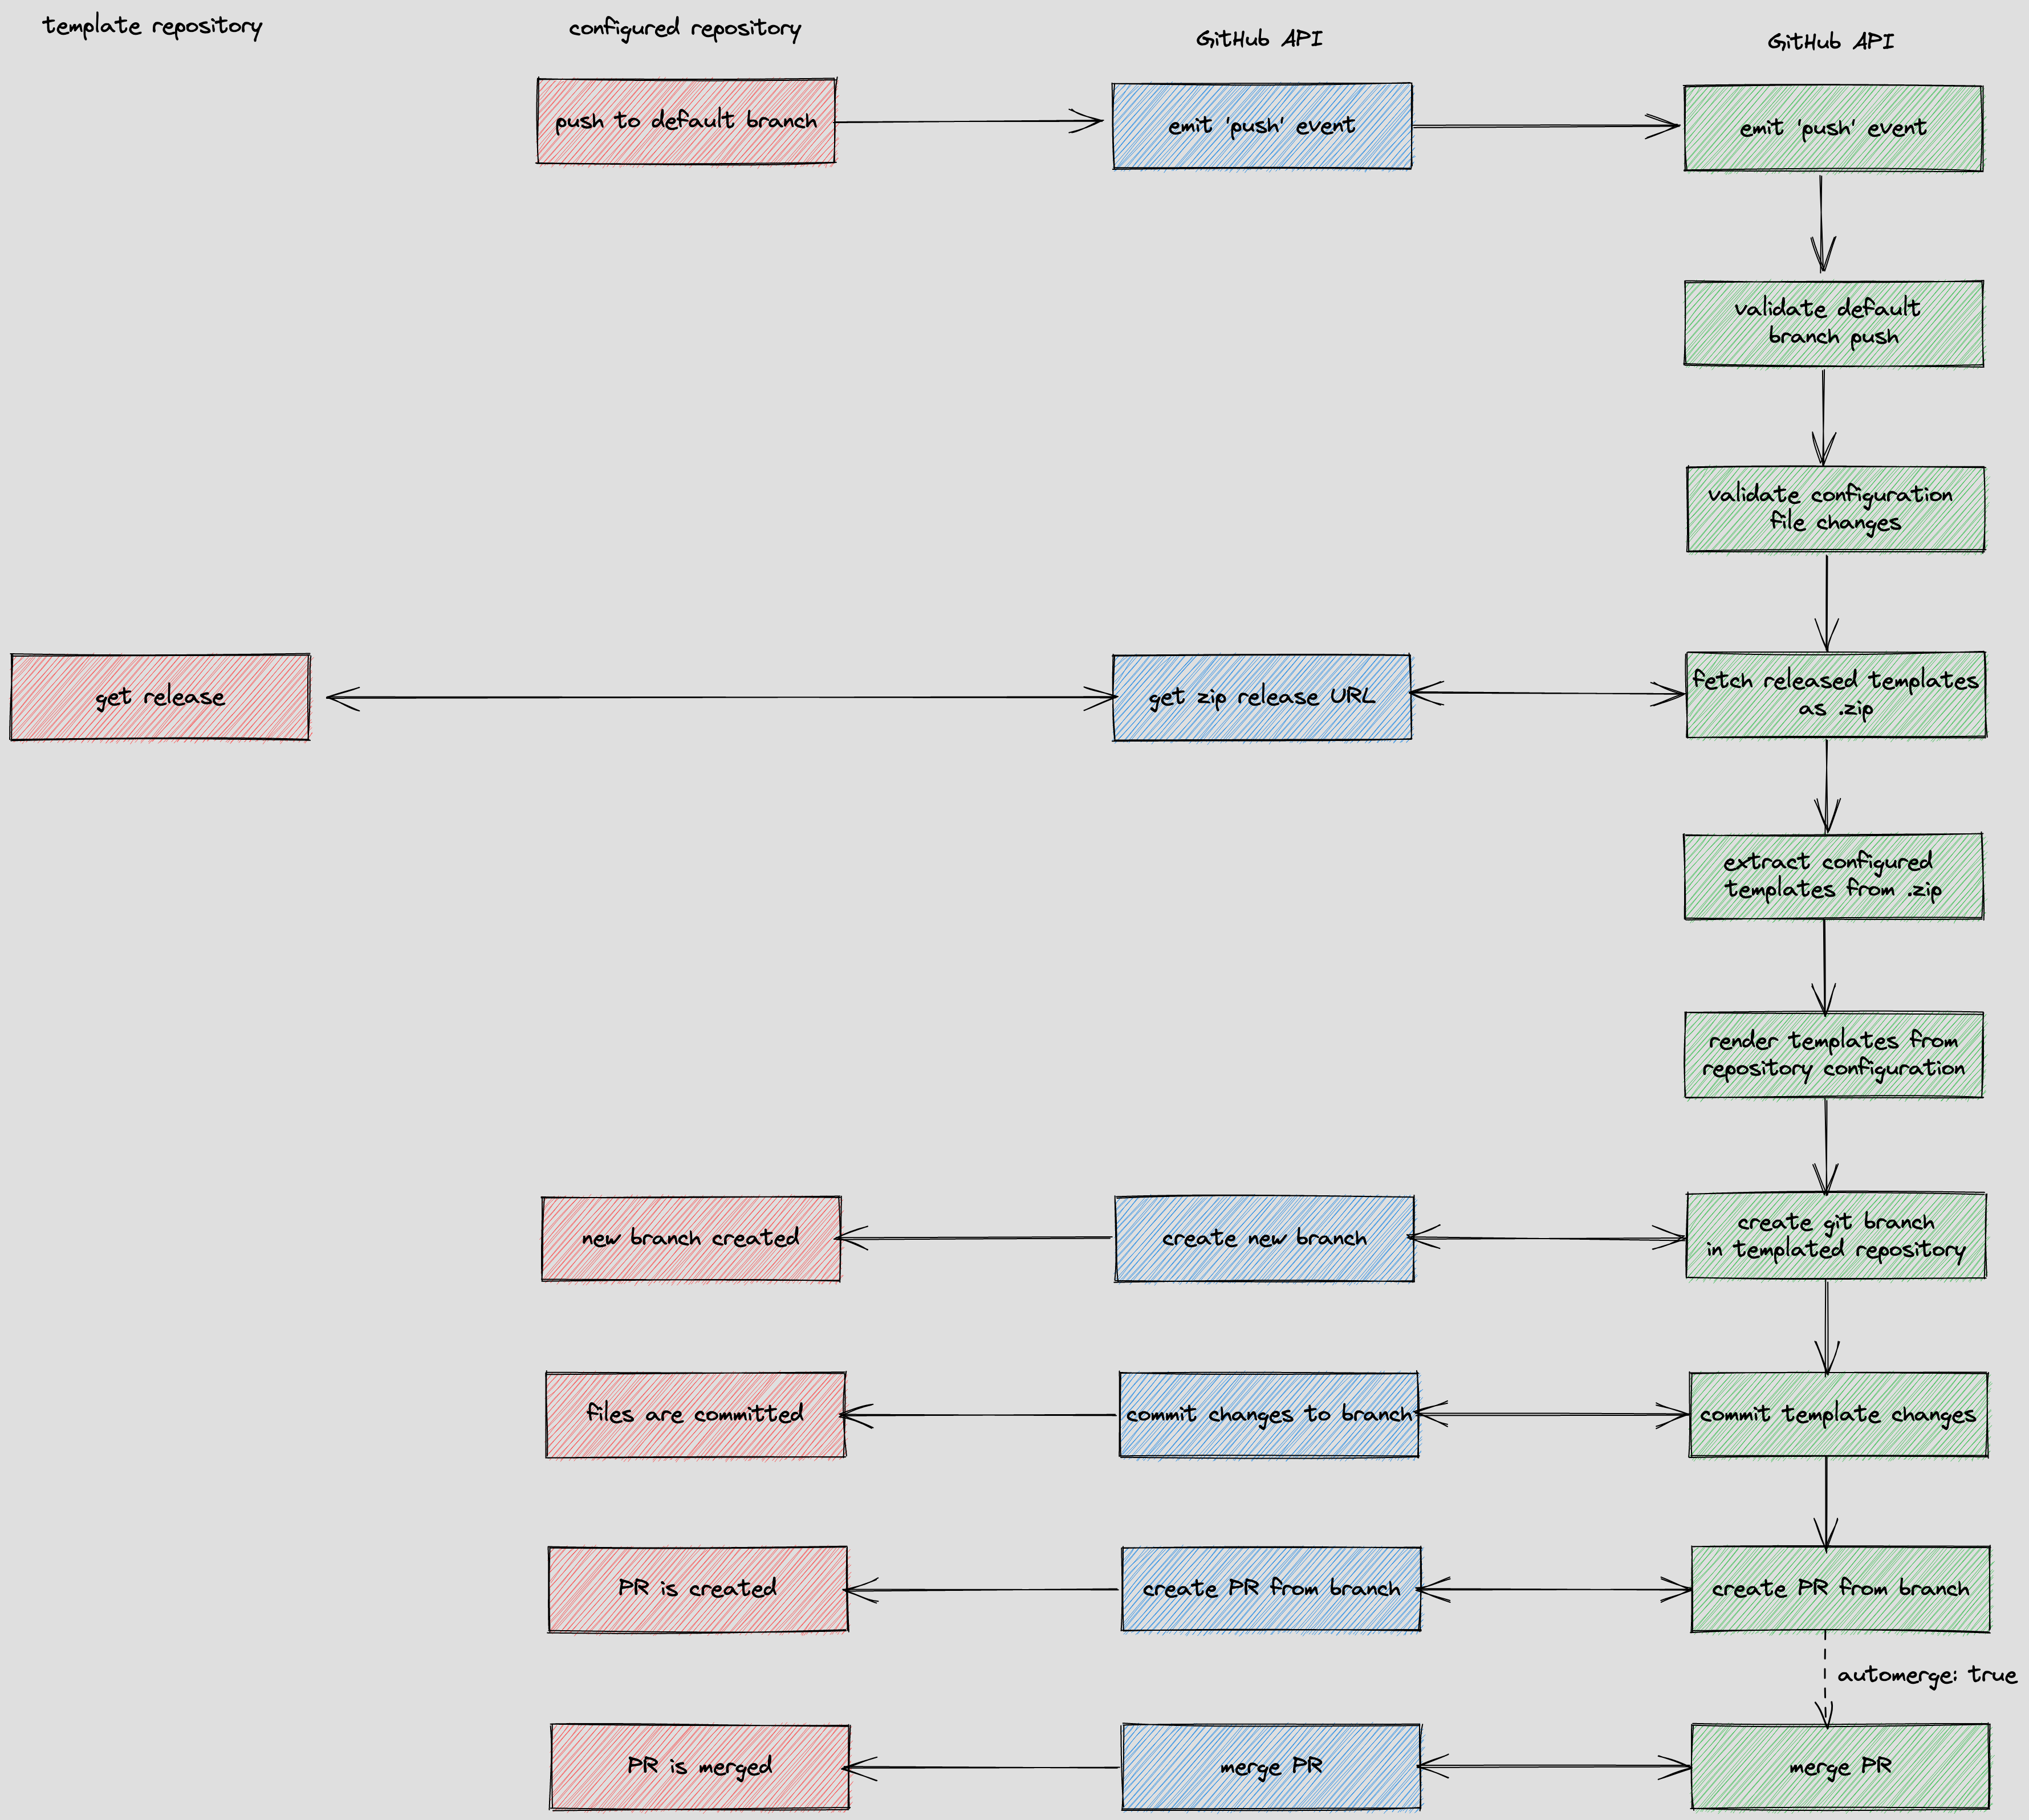 template repository
configured repository
GitHub API
GitHub API
push to default branch
emit 'push' event
emit 'push' event
validate default
branch push
validate configuration
file changes
get release
get zip release URL
fetch released templates
as .zip
extract configured
templates from .zip
render templates from
repository configuration
new branch created
create new branch
create git branch
in templated repository
files are committed
commit changes to branch
commit template changes
PR is created
create PR from branch
create PR from branch
automerge: true
PR is merged
merge PR
merge PR